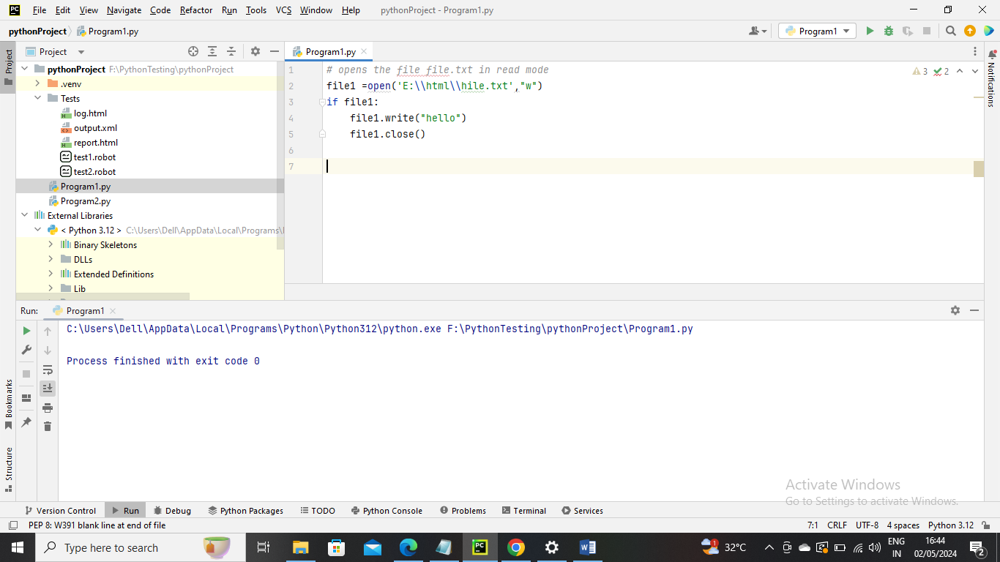 PC File Edit View Navigate Code Refactor Run Tools VCS Window Help pythonProject - Program1.py
pythonProject Program1.py Program1
Project Project Program1.py
pythonProject F:\PythonTesting\pythonProject
.venv
Tests
log.html
output.xml
report.html
test1.robot
test2.robot
Program1.py
Program2.py
External Libraries
< Python 3.12 > C:\Users\Dell\AppData\Local\Programs\
Binary Skeletons
DLLs
Extended Definitions
Lib
1 # opens the file file.txt in read mode 3 2
2 file1 =open('E:\\html\\hile.txt',"w")
3 if file1:
4 file1.write("hello")
5 file1.close()
6
7
Notifications
Run: Program1
C:\Users\Dell\AppData\Local\Programs\Python\Python312\python.exe F:\PythonTesting\pythonProject\Program1.py
Process finished with exit code 0
Bookmarks
Structure
Activate Windows
Go to Settings to activate Windows.
Version Control Run Debug Python Packages TODO Python Console Problems Terminal Services
PEP 8: W391 blank line at end of file 7:1 CRLF UTF-8 4 spaces Python 3.12
Type here to search PC W 1 32°C ENG 16:44 2
IN 02/05/2024